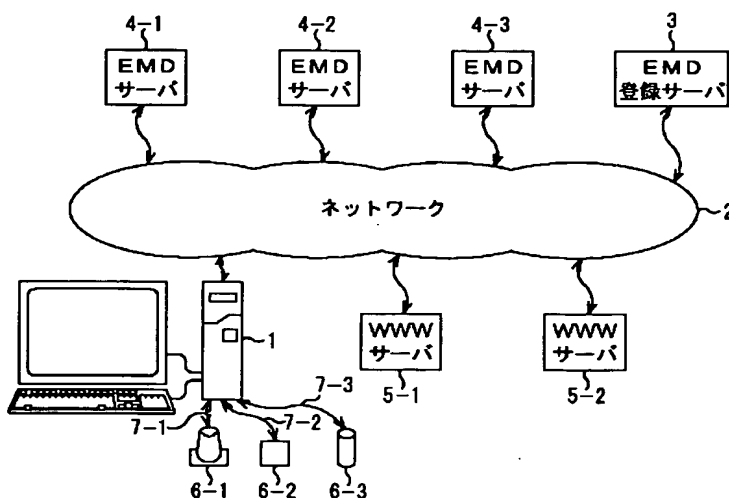 4-1
4-2
4-3
3
EMD
サーバ
EMD
サーバ
EMD
サーバ
EMD
登録サーバ
ネットワーク
2
1
WWW
サーバ
WWW
サーバ
5-1
5-2
7-3
7-1
7-2
6-1
6-2
6-3